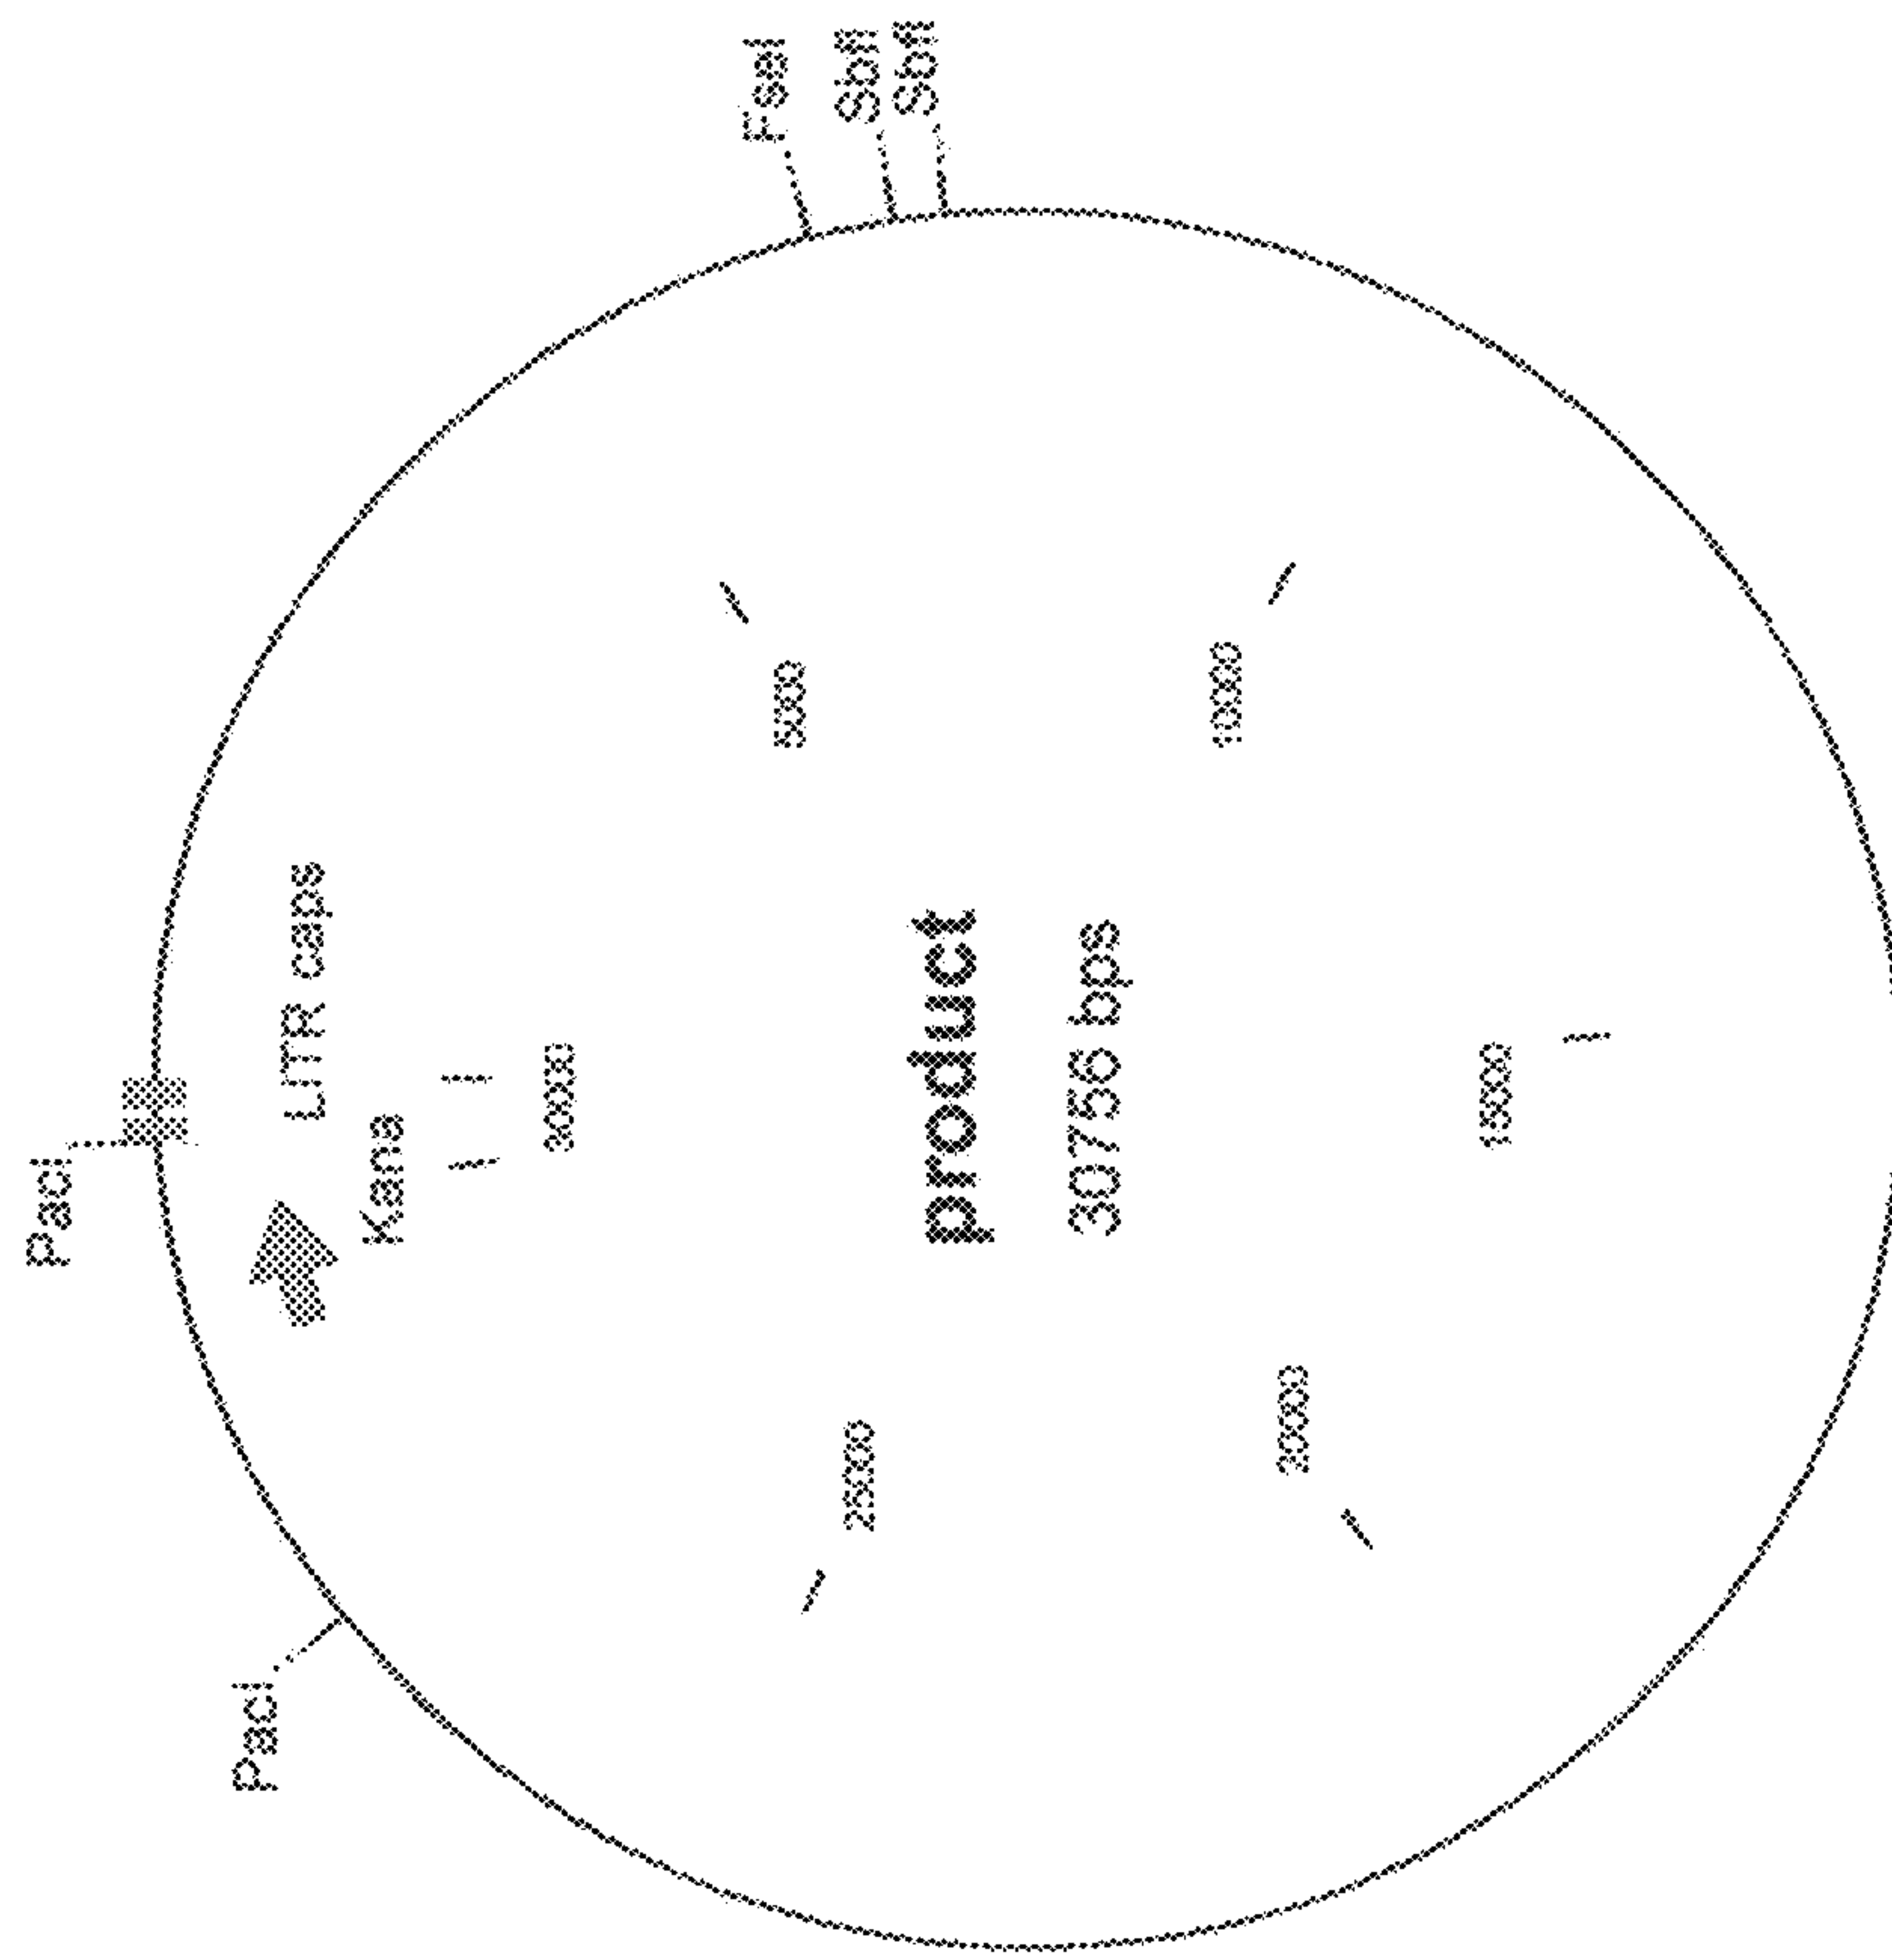 PacI
PacI
LITR caps
Kana
30000
FseI
5000
SbfI
25000
SbfI
product
30756 bps
10000
20000
15000